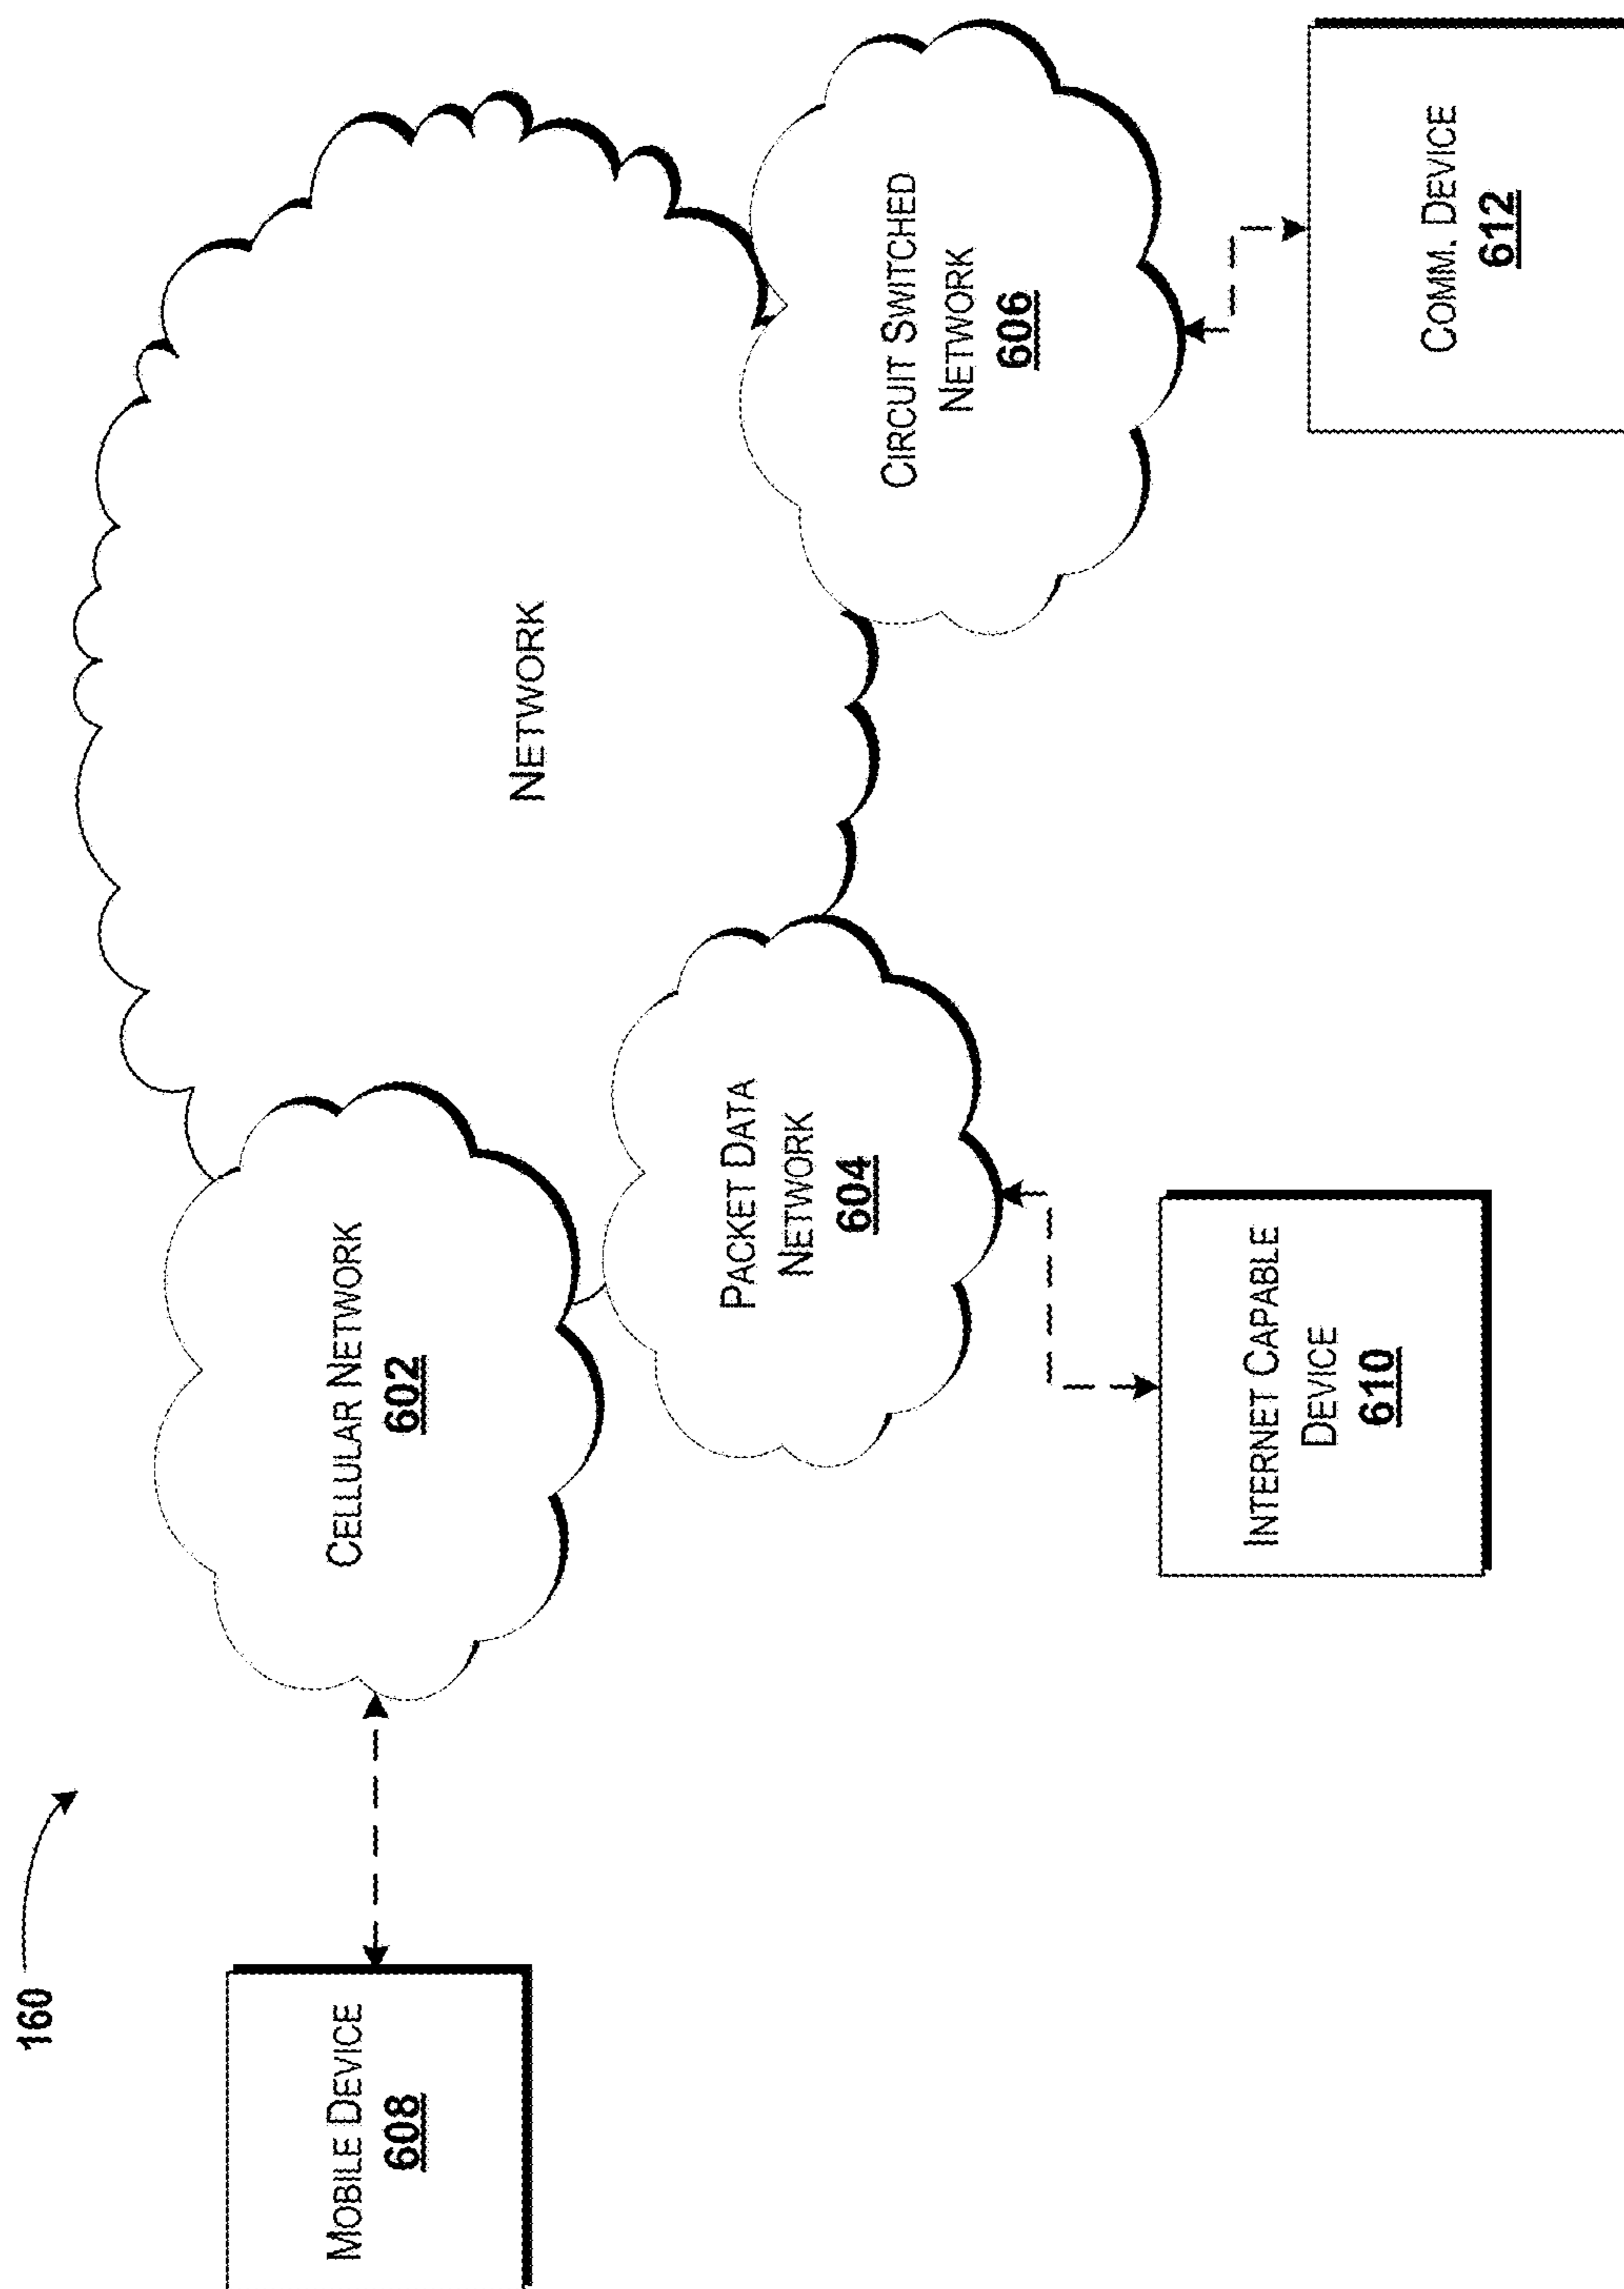 160
NETWORK
CELLULAR NETWORK
602
PACKET DATA
NETWORK
604
CIRCUIT SWITCHED
NETWORK
606
MOBILE DEVICE
608
INTERNET CAPABLE
DEVICE
610
COMM. DEVICE
612